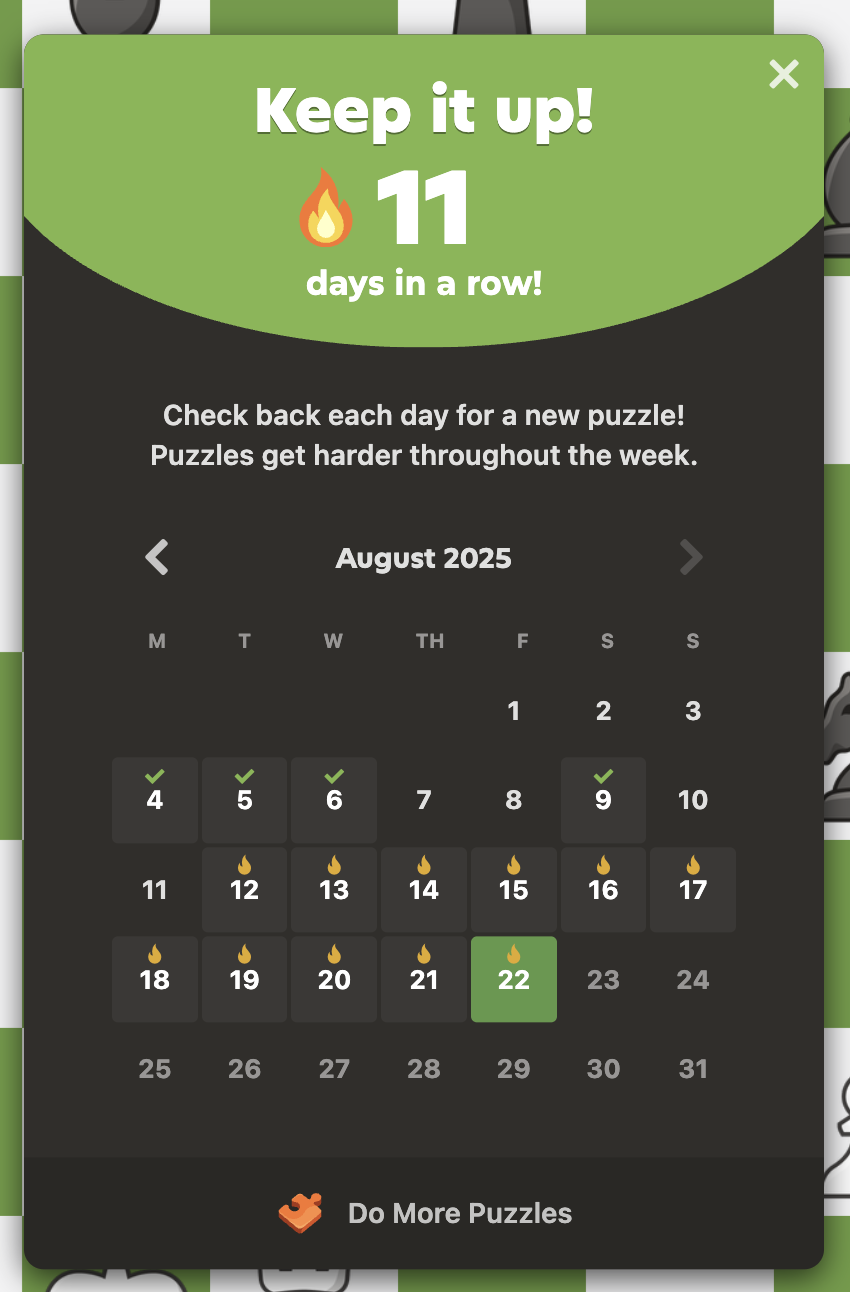 Keep it up!
11
days in a row!
Check back each day for a new puzzle!
Puzzles get harder throughout the week.
August 2025
M T W TH F S S
1 2 3
4 5 6 7 8 9 10
11 12 13 14 15 16 17
18 19 20 21 22 23 24
25 26 27 28 29 30 31
Do More Puzzles